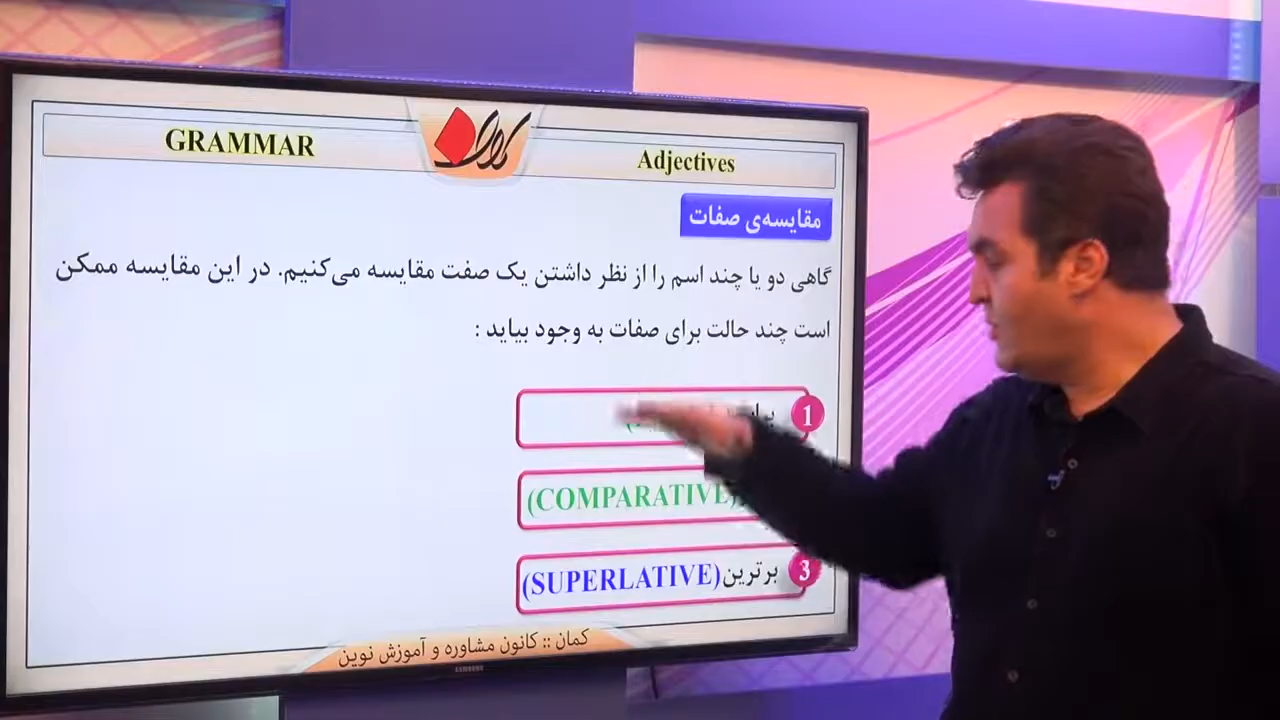 GRAMMAR
Adjectives
مقایسه‌ی صفات
گاهی دو یا چند اسم را از نظر داشتن یک صفت مقایسه می‌کنیم. در این مقایسه ممکن
است چند حالت برای صفات به وجود بیاید :
1
(COMPARATIVE)
3 برترین (SUPERLATIVE)
کمان :: کانون مشاوره و آموزش نوین
SAMSUNG